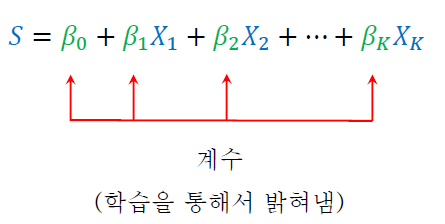 S = β₀ + β₁X₁ + β₂X₂ + ⋯ + βₖXₖ
계수
(학습을 통해서 밝혀냄)